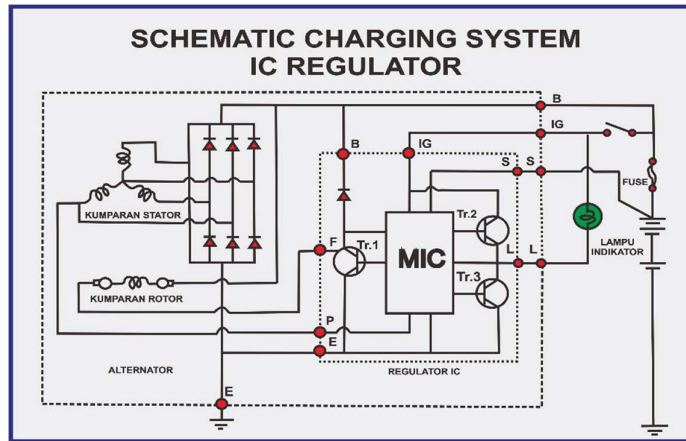 SCHEMATIC CHARGING SYSTEM
IC REGULATOR
B
IG
B
IG
S
S
FUSE
KUMPARAN STATOR
Tr.2
F
Tr.1
MIC
L
L
LAMPU
INDIKATOR
Tr.3
KUMPARAN ROTOR
P
E
ALTERNATOR
REGULATOR IC
E